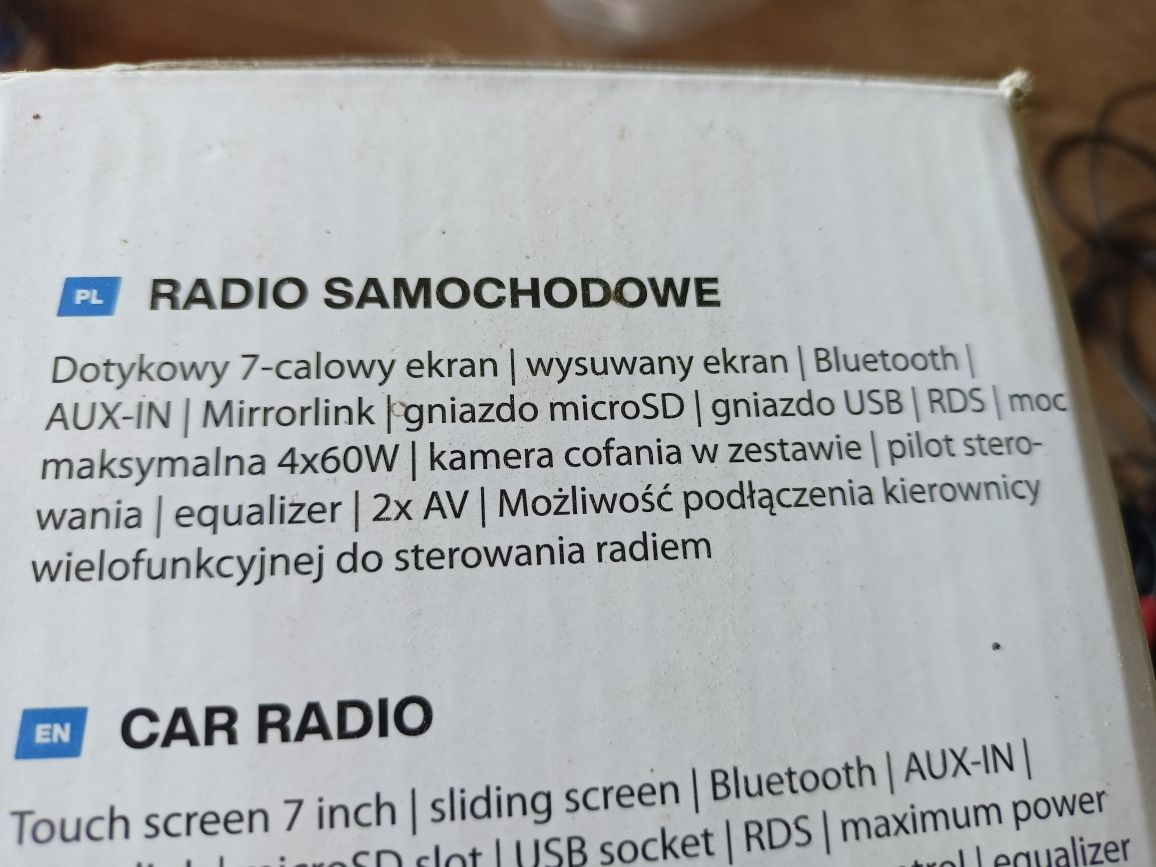 PL RADIO SAMOCHODOWE
Dotykowy 7-calowy ekran | wysuwany ekran | Bluetooth |
AUX-IN | Mirrorlink | gniazdo microSD | gniazdo USB | RDS | moc
maksymalna 4x60W | kamera cofania w zestawie | pilot stero-
wania | equalizer | 2x AV | Możliwość podłączenia kierownicy
wielofunkcyjnej do sterowania radiem
EN CAR RADIO
Touch screen 7 inch | sliding screen | Bluetooth | AUX-IN |
| microSD slot | USB socket | RDS | maximum power
| equalizer